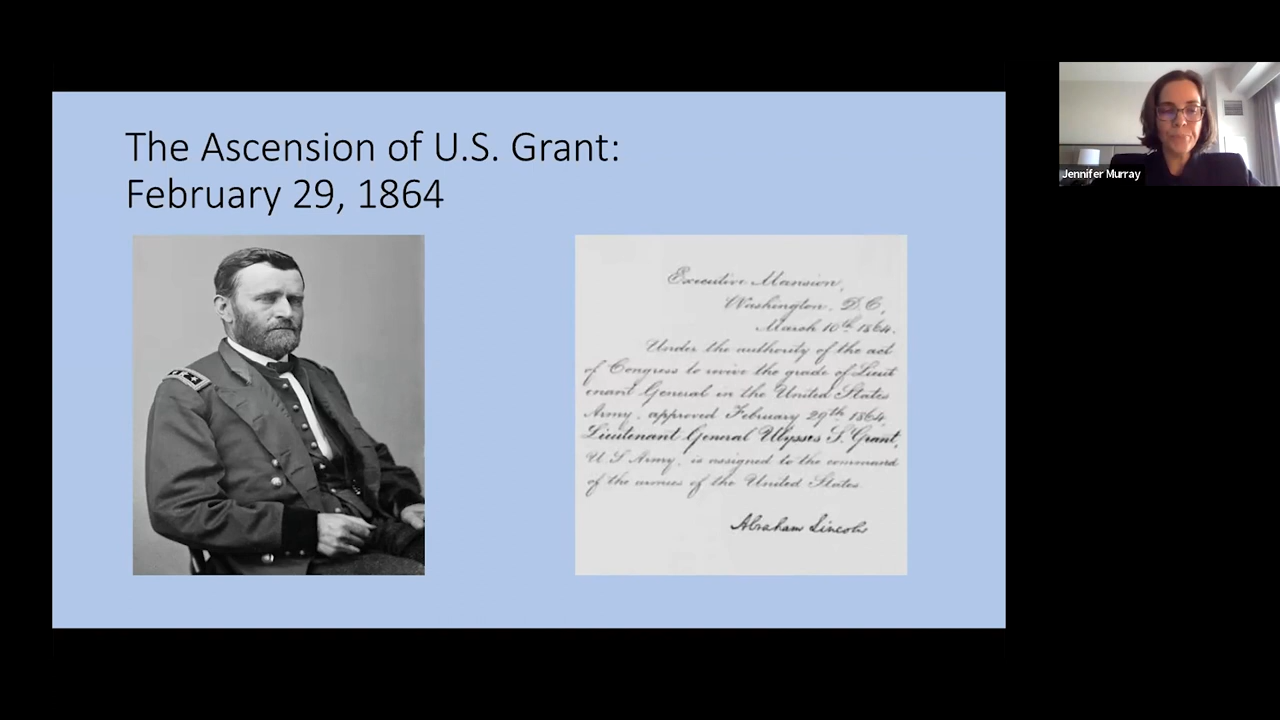 The Ascension of U.S. Grant:
February 29, 1864
Executive Mansion,
Washington, D.C,
March 10th 1864.
Under the authority of the act
of Congress to revive the grade of Lieut
enant General in the United States
Army, approved February 29th 1864,
Lieutenant General Ulysses S. Grant,
U S Army, is assigned to the command
of the armies of the United States.
Abraham Lincoln
Jennifer Murray